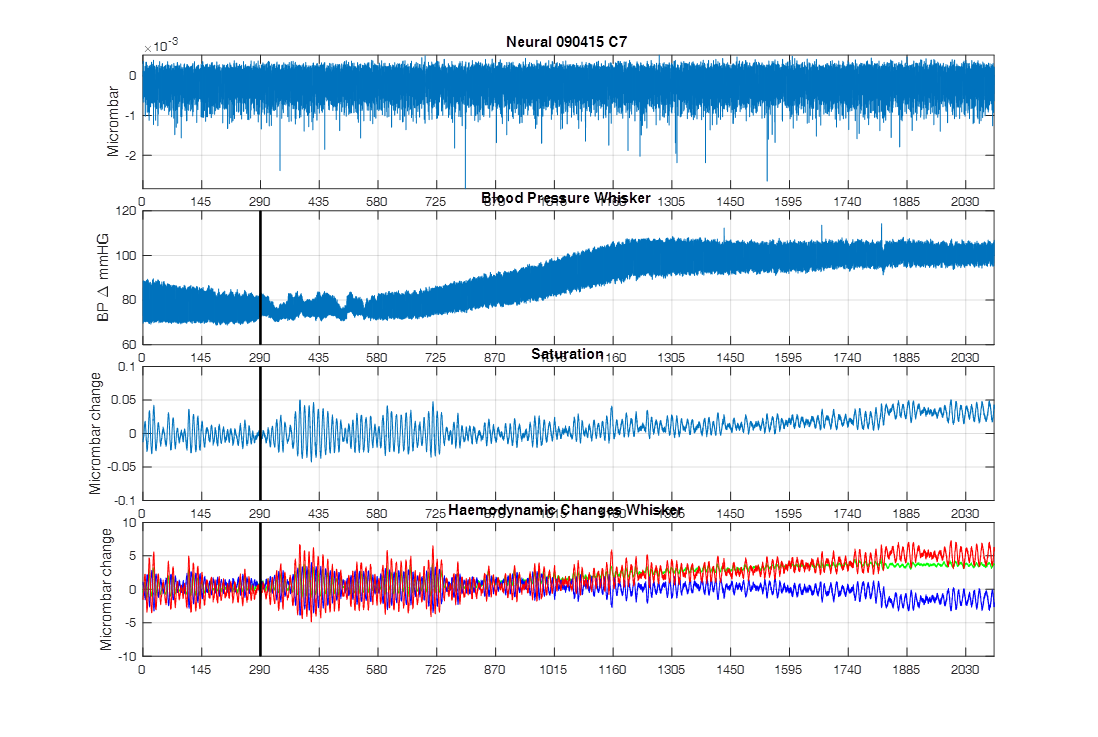 ×10-3
Neural 090415 C7
Micrormbar
0
-1
-2
0 145 290 435 580 725 870 1015 1160 1305 1450 1595 1740 1885 2030
Blood Pressure Whisker
BP Δ mmHG
120
100
80
60
0 145 290 435 580 725 870 1015 1160 1305 1450 1595 1740 1885 2030
Saturation
Micrombar change
0.1
0.05
0
-0.05
-0.1
0 145 290 435 580 725 870 1015 1160 1305 1450 1595 1740 1885 2030
Haemodynamic Changes Whisker
Micrombar change
10
5
0
-5
-10
0 145 290 435 580 725 870 1015 1160 1305 1450 1595 1740 1885 2030